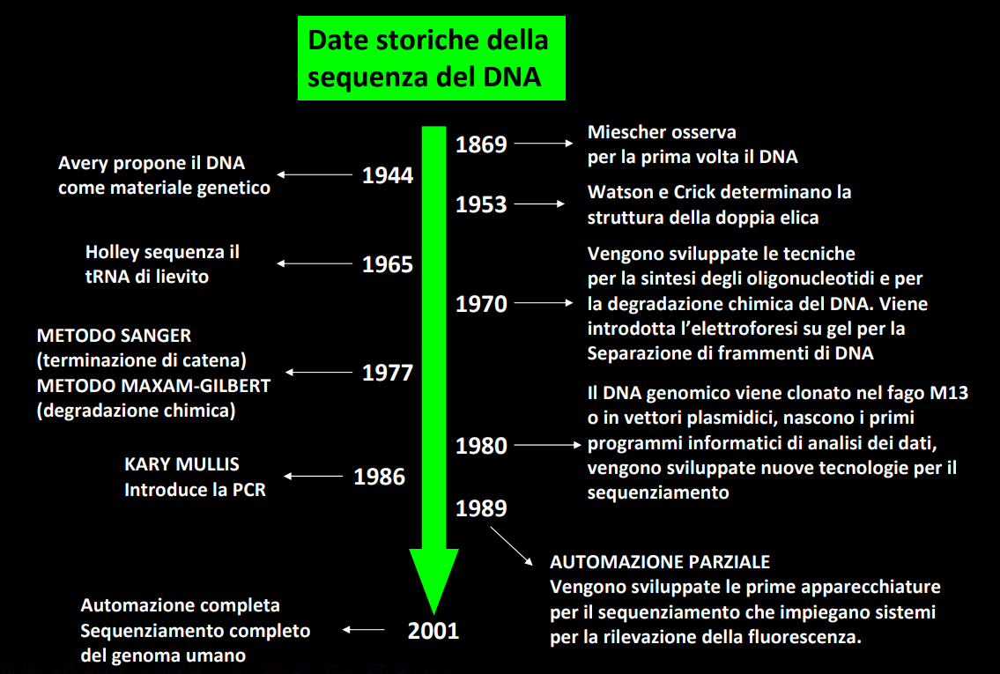 Date storiche della
sequenza del DNA
1869
Miescher osserva
per la prima volta il DNA
Avery propone il DNA
come materiale genetico
1944
1953
Watson e Crick determinano la
struttura della doppia elica
Holley sequenza il
tRNA di lievito
1965
1970
Vengono sviluppate le tecniche
per la sintesi degli oligonucleotidi e per
la degradazione chimica del DNA. Viene
introdotta l’elettroforesi su gel per la
Separazione di frammenti di DNA
METODO SANGER
(terminazione di catena)
METODO MAXAM-GILBERT
(degradazione chimica)
1977
1980
Il DNA genomico viene clonato nel fago M13
o in vettori plasmidici, nascono i primi
programmi informatici di analisi dei dati,
vengono sviluppate nuove tecnologie per il
sequenziamento
KARY MULLIS
Introduce la PCR
1986
1989
AUTOMAZIONE PARZIALE
Vengono sviluppate le prime apparecchiature
per il sequenziamento che impiegano sistemi
per la rilevazione della fluorescenza.
Automazione completa
Sequenziamento completo
del genoma umano
2001